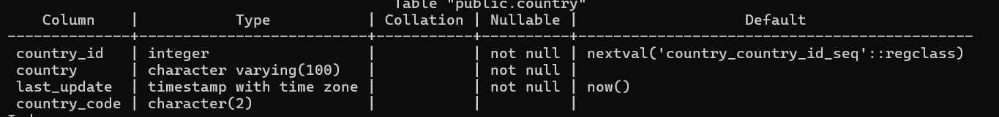 Table "public.country"
Column | Type | Collation | Nullable | Default
--------------+--------------------------+-----------+----------+---------------------------------------------
country_id | integer | | not null | nextval('country_country_id_seq'::regclass)
country | character varying(100) | | not null |
last_update | timestamp with time zone | | not null | now()
country_code | character(2) | | |